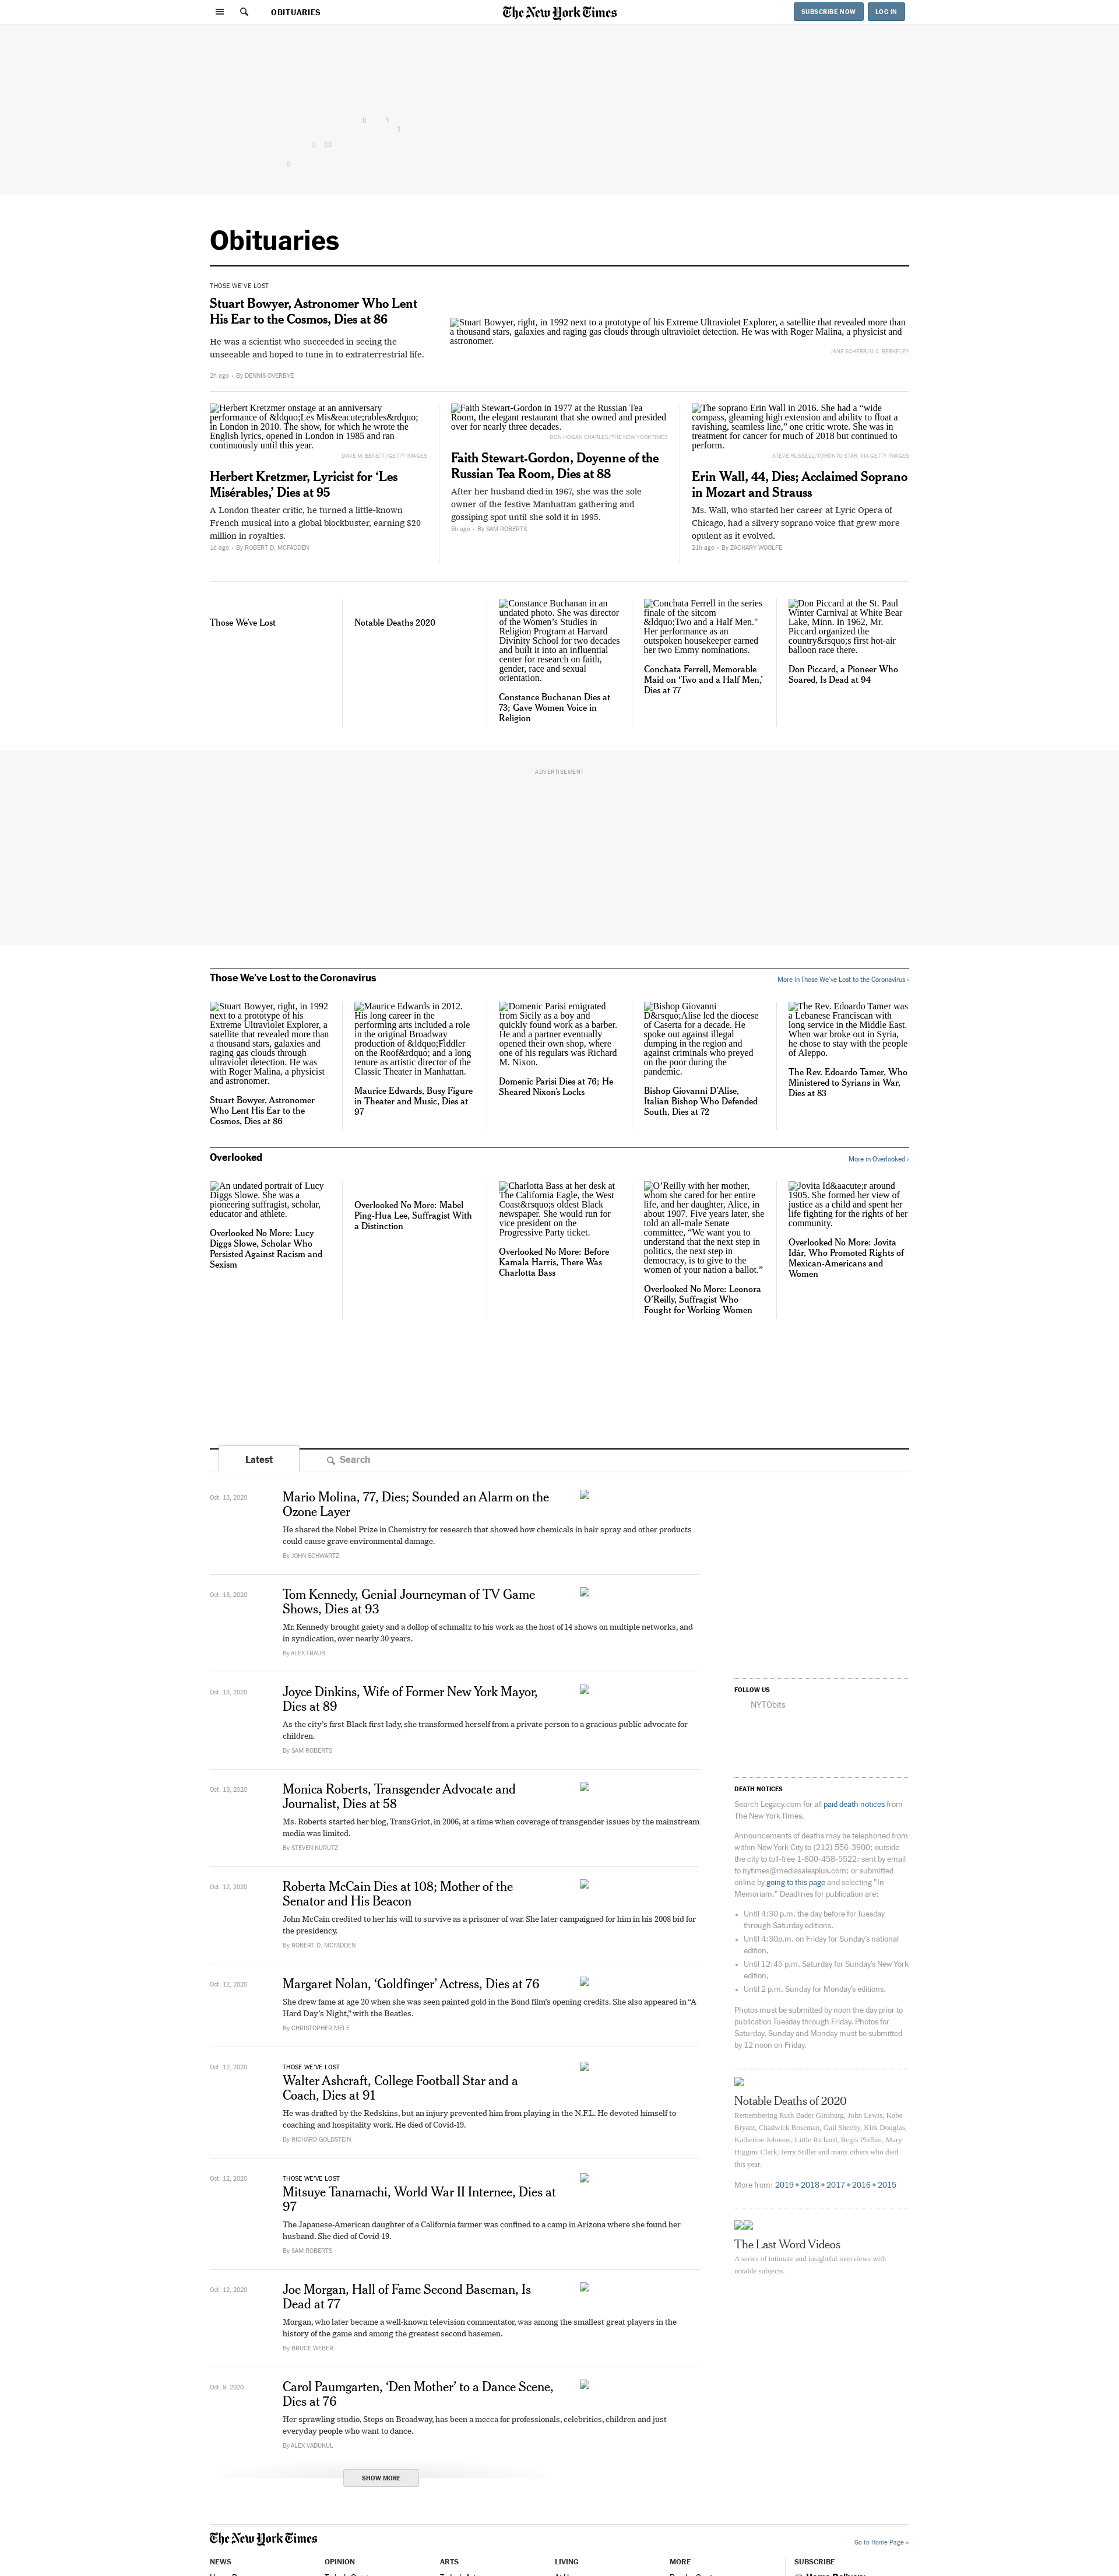 OBITUARIES
The New York Times
SUBSCRIBE NOW
LOG IN
Obituaries
THOSE WE'VE LOST
Stuart Bowyer, Astronomer Who Lent
His Ear to the Cosmos, Dies at 86
He was a scientist who succeeded in seeing the
unseeable and hoped to tune in to extraterrestrial life.
2h ago • By DENNIS OVERBYE
Stuart Bowyer, right, in 1992 next to a prototype of his Extreme Ultraviolet Explorer, a satellite that revealed more than
a thousand stars, galaxies and raging gas clouds through ultraviolet detection. He was with Roger Malina, a physicist and
astronomer.
JANE SCHERR/U.C. BERKELEY
Herbert Kretzmer onstage at an anniversary
performance of &ldquo;Les Mis&eacute;rables&rdquo;
in London in 2010. The show, for which he wrote the
English lyrics, opened in London in 1985 and ran
continuously until this year.
DAVE M. BENETT/GETTY IMAGES
Herbert Kretzmer, Lyricist for ‘Les
Misérables,’ Dies at 95
A London theater critic, he turned a little-known
French musical into a global blockbuster, earning $20
million in royalties.
1d ago • By ROBERT D. MCFADDEN
Faith Stewart-Gordon in 1977 at the Russian Tea
Room, the elegant restaurant that she owned and presided
over for nearly three decades.
DON HOGAN CHARLES/THE NEW YORK TIMES
Faith Stewart-Gordon, Doyenne of the
Russian Tea Room, Dies at 88
After her husband died in 1967, she was the sole
owner of the festive Manhattan gathering and
gossiping spot until she sold it in 1995.
5h ago • By SAM ROBERTS
The soprano Erin Wall in 2016. She had a “wide
compass, gleaming high extension and ability to float a
ravishing, seamless line,” one critic wrote. She was in
treatment for cancer for much of 2018 but continued to
perform.
STEVE RUSSELL/TORONTO STAR, VIA GETTY IMAGES
Erin Wall, 44, Dies; Acclaimed Soprano
in Mozart and Strauss
Ms. Wall, who started her career at Lyric Opera of
Chicago, had a silvery soprano voice that grew more
opulent as it evolved.
21h ago • By ZACHARY WOOLFE
Those We’ve Lost
Notable Deaths 2020
Constance Buchanan in an
undated photo. She was director
of the Women’s Studies in
Religion Program at Harvard
Divinity School for two decades
and built it into an influential
center for research on faith,
gender, race and sexual
orientation.
Constance Buchanan Dies at
73; Gave Women Voice in
Religion
Conchata Ferrell in the series
finale of the sitcom
&ldquo;Two and a Half Men."
Her performance as an
outspoken housekeeper earned
her two Emmy nominations.
Conchata Ferrell, Memorable
Maid on ‘Two and a Half Men,’
Dies at 77
Don Piccard at the St. Paul
Winter Carnival at White Bear
Lake, Minn. In 1962, Mr.
Piccard organized the
country&rsquo;s first hot-air
balloon race there.
Don Piccard, a Pioneer Who
Soared, Is Dead at 94
ADVERTISEMENT
Those We’ve Lost to the Coronavirus
More in Those We’ve Lost to the Coronavirus ›
Stuart Bowyer, right, in 1992
next to a prototype of his
Extreme Ultraviolet Explorer, a
satellite that revealed more than
a thousand stars, galaxies and
raging gas clouds through
ultraviolet detection. He was
with Roger Malina, a physicist
and astronomer.
Stuart Bowyer, Astronomer
Who Lent His Ear to the
Cosmos, Dies at 86
Maurice Edwards in 2012.
His long career in the
performing arts included a role
in the original Broadway
production of &ldquo;Fiddler
on the Roof&rdquo; and a long
tenure as artistic director of the
Classic Theater in Manhattan.
Maurice Edwards, Busy Figure
in Theater and Music, Dies at
97
Domenic Parisi emigrated
from Sicily as a boy and
quickly found work as a barber.
He and a partner eventually
opened their own shop, where
one of his regulars was Richard
M. Nixon.
Domenic Parisi Dies at 76; He
Sheared Nixon’s Locks
Bishop Giovanni
D&rsquo;Alise led the diocese
of Caserta for a decade. He
spoke out against illegal
dumping in the region and
against criminals who preyed
on the poor during the
pandemic.
Bishop Giovanni D’Alise,
Italian Bishop Who Defended
South, Dies at 72
The Rev. Edoardo Tamer was
a Lebanese Franciscan with
long service in the Middle East.
When war broke out in Syria,
he chose to stay with the people
of Aleppo.
The Rev. Edoardo Tamer, Who
Ministered to Syrians in War,
Dies at 83
Overlooked
More in Overlooked ›
An undated portrait of Lucy
Diggs Slowe. She was a
pioneering suffragist, scholar,
educator and athlete.
Overlooked No More: Lucy
Diggs Slowe, Scholar Who
Persisted Against Racism and
Sexism
Overlooked No More: Mabel
Ping-Hua Lee, Suffragist With
a Distinction
Charlotta Bass at her desk at
The California Eagle, the West
Coast&rsquo;s oldest Black
newspaper. She would run for
vice president on the
Progressive Party ticket.
Overlooked No More: Before
Kamala Harris, There Was
Charlotta Bass
O’Reilly with her mother,
whom she cared for her entire
life, and her daughter, Alice, in
about 1907. Five years later, she
told an all-male Senate
committee, “We want you to
understand that the next step in
politics, the next step in
democracy, is to give to the
women of your nation a ballot.”
Overlooked No More: Leonora
O’Reilly, Suffragist Who
Fought for Working Women
Jovita Id&aacute;r around
1905. She formed her view of
justice as a child and spent her
life fighting for the rights of her
community.
Overlooked No More: Jovita
Idár, Who Promoted Rights of
Mexican-Americans and
Women
Latest
Search
Oct. 13, 2020
Mario Molina, 77, Dies; Sounded an Alarm on the
Ozone Layer
He shared the Nobel Prize in Chemistry for research that showed how chemicals in hair spray and other products
could cause grave environmental damage.
By JOHN SCHWARTZ
Oct. 13, 2020
Tom Kennedy, Genial Journeyman of TV Game
Shows, Dies at 93
Mr. Kennedy brought gaiety and a dollop of schmaltz to his work as the host of 14 shows on multiple networks, and
in syndication, over nearly 30 years.
By ALEX TRAUB
Oct. 13, 2020
Joyce Dinkins, Wife of Former New York Mayor,
Dies at 89
As the city’s first Black first lady, she transformed herself from a private person to a gracious public advocate for
children.
By SAM ROBERTS
Oct. 13, 2020
Monica Roberts, Transgender Advocate and
Journalist, Dies at 58
Ms. Roberts started her blog, TransGriot, in 2006, at a time when coverage of transgender issues by the mainstream
media was limited.
By STEVEN KURUTZ
Oct. 12, 2020
Roberta McCain Dies at 108; Mother of the
Senator and His Beacon
John McCain credited to her his will to survive as a prisoner of war. She later campaigned for him in his 2008 bid for
the presidency.
By ROBERT D. MCFADDEN
Oct. 12, 2020
Margaret Nolan, ‘Goldfinger’ Actress, Dies at 76
She drew fame at age 20 when she was seen painted gold in the Bond film’s opening credits. She also appeared in “A
Hard Day’s Night,” with the Beatles.
By CHRISTOPHER MELE
Oct. 12, 2020
THOSE WE’VE LOST
Walter Ashcraft, College Football Star and a
Coach, Dies at 91
He was drafted by the Redskins, but an injury prevented him from playing in the N.F.L. He devoted himself to
coaching and hospitality work. He died of Covid-19.
By RICHARD GOLDSTEIN
Oct. 12, 2020
THOSE WE’VE LOST
Mitsuye Tanamachi, World War II Internee, Dies at
97
The Japanese-American daughter of a California farmer was confined to a camp in Arizona where she found her
husband. She died of Covid-19.
By SAM ROBERTS
Oct. 12, 2020
Joe Morgan, Hall of Fame Second Baseman, Is
Dead at 77
Morgan, who later became a well-known television commentator, was among the smallest great players in the
history of the game and among the greatest second basemen.
By BRUCE WEBER
Oct. 9, 2020
Carol Paumgarten, ‘Den Mother’ to a Dance Scene,
Dies at 76
Her sprawling studio, Steps on Broadway, has been a mecca for professionals, celebrities, children and just
everyday people who want to dance.
By ALEX VADUKUL
SHOW MORE
FOLLOW US
NYTObits
DEATH NOTICES
Search Legacy.com for all paid death notices from
The New York Times.
Announcements of deaths may be telephoned from
within New York City to (212) 556-3900; outside
the city to toll-free 1-800-458-5522; sent by email
to nytimes@mediasalesplus.com; or submitted
online by going to this page and selecting "In
Memoriam." Deadlines for publication are:
• Until 4:30 p.m. the day before for Tuesday
through Saturday editions.
• Until 4:30p.m. on Friday for Sunday's national
edition.
• Until 12:45 p.m. Saturday for Sunday's New York
edition.
• Until 2 p.m. Sunday for Monday's editions.
Photos must be submitted by noon the day prior to
publication Tuesday through Friday. Photos for
Saturday, Sunday and Monday must be submitted
by 12 noon on Friday.
Notable Deaths of 2020
Remembering Ruth Bader Ginsburg, John Lewis, Kobe
Bryant, Chadwick Boseman, Gail Sheehy, Kirk Douglas,
Katherine Johnson, Little Richard, Regis Philbin, Mary
Higgins Clark, Jerry Stiller and many others who died
this year.
More from: 2019 • 2018 • 2017 • 2016 • 2015
The Last Word Videos
A series of intimate and insightful interviews with
notable subjects.
The New York Times
Go to Home Page »
NEWS
OPINION
ARTS
LIVING
MORE
SUBSCRIBE